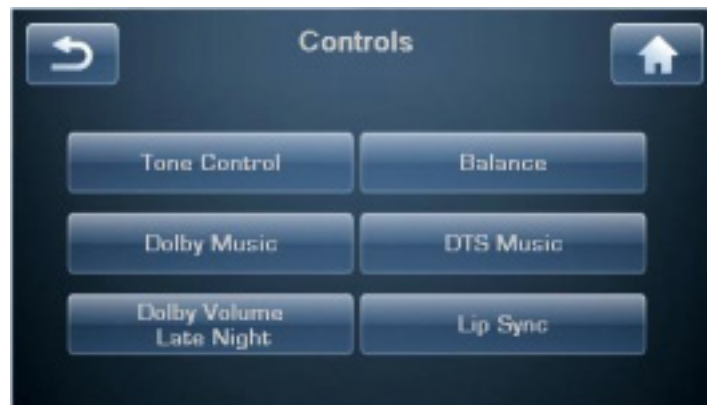 Controls
Tone Control
Balance
Dolby Music
DTS Music
Dolby Volume
Late Night
Lip Sync